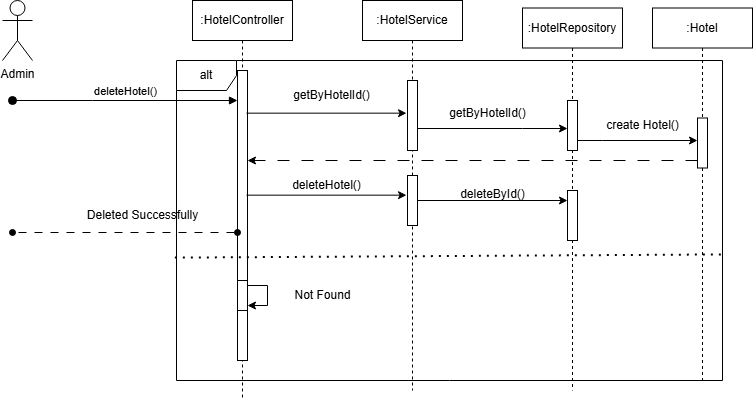 :HotelController
:HotelService
:HotelRepository
:Hotel
Admin
alt
deleteHotel()
getByHotelId()
getByHotelId()
create Hotel()
deleteHotel()
deleteById()
Deleted Successfully
Not Found